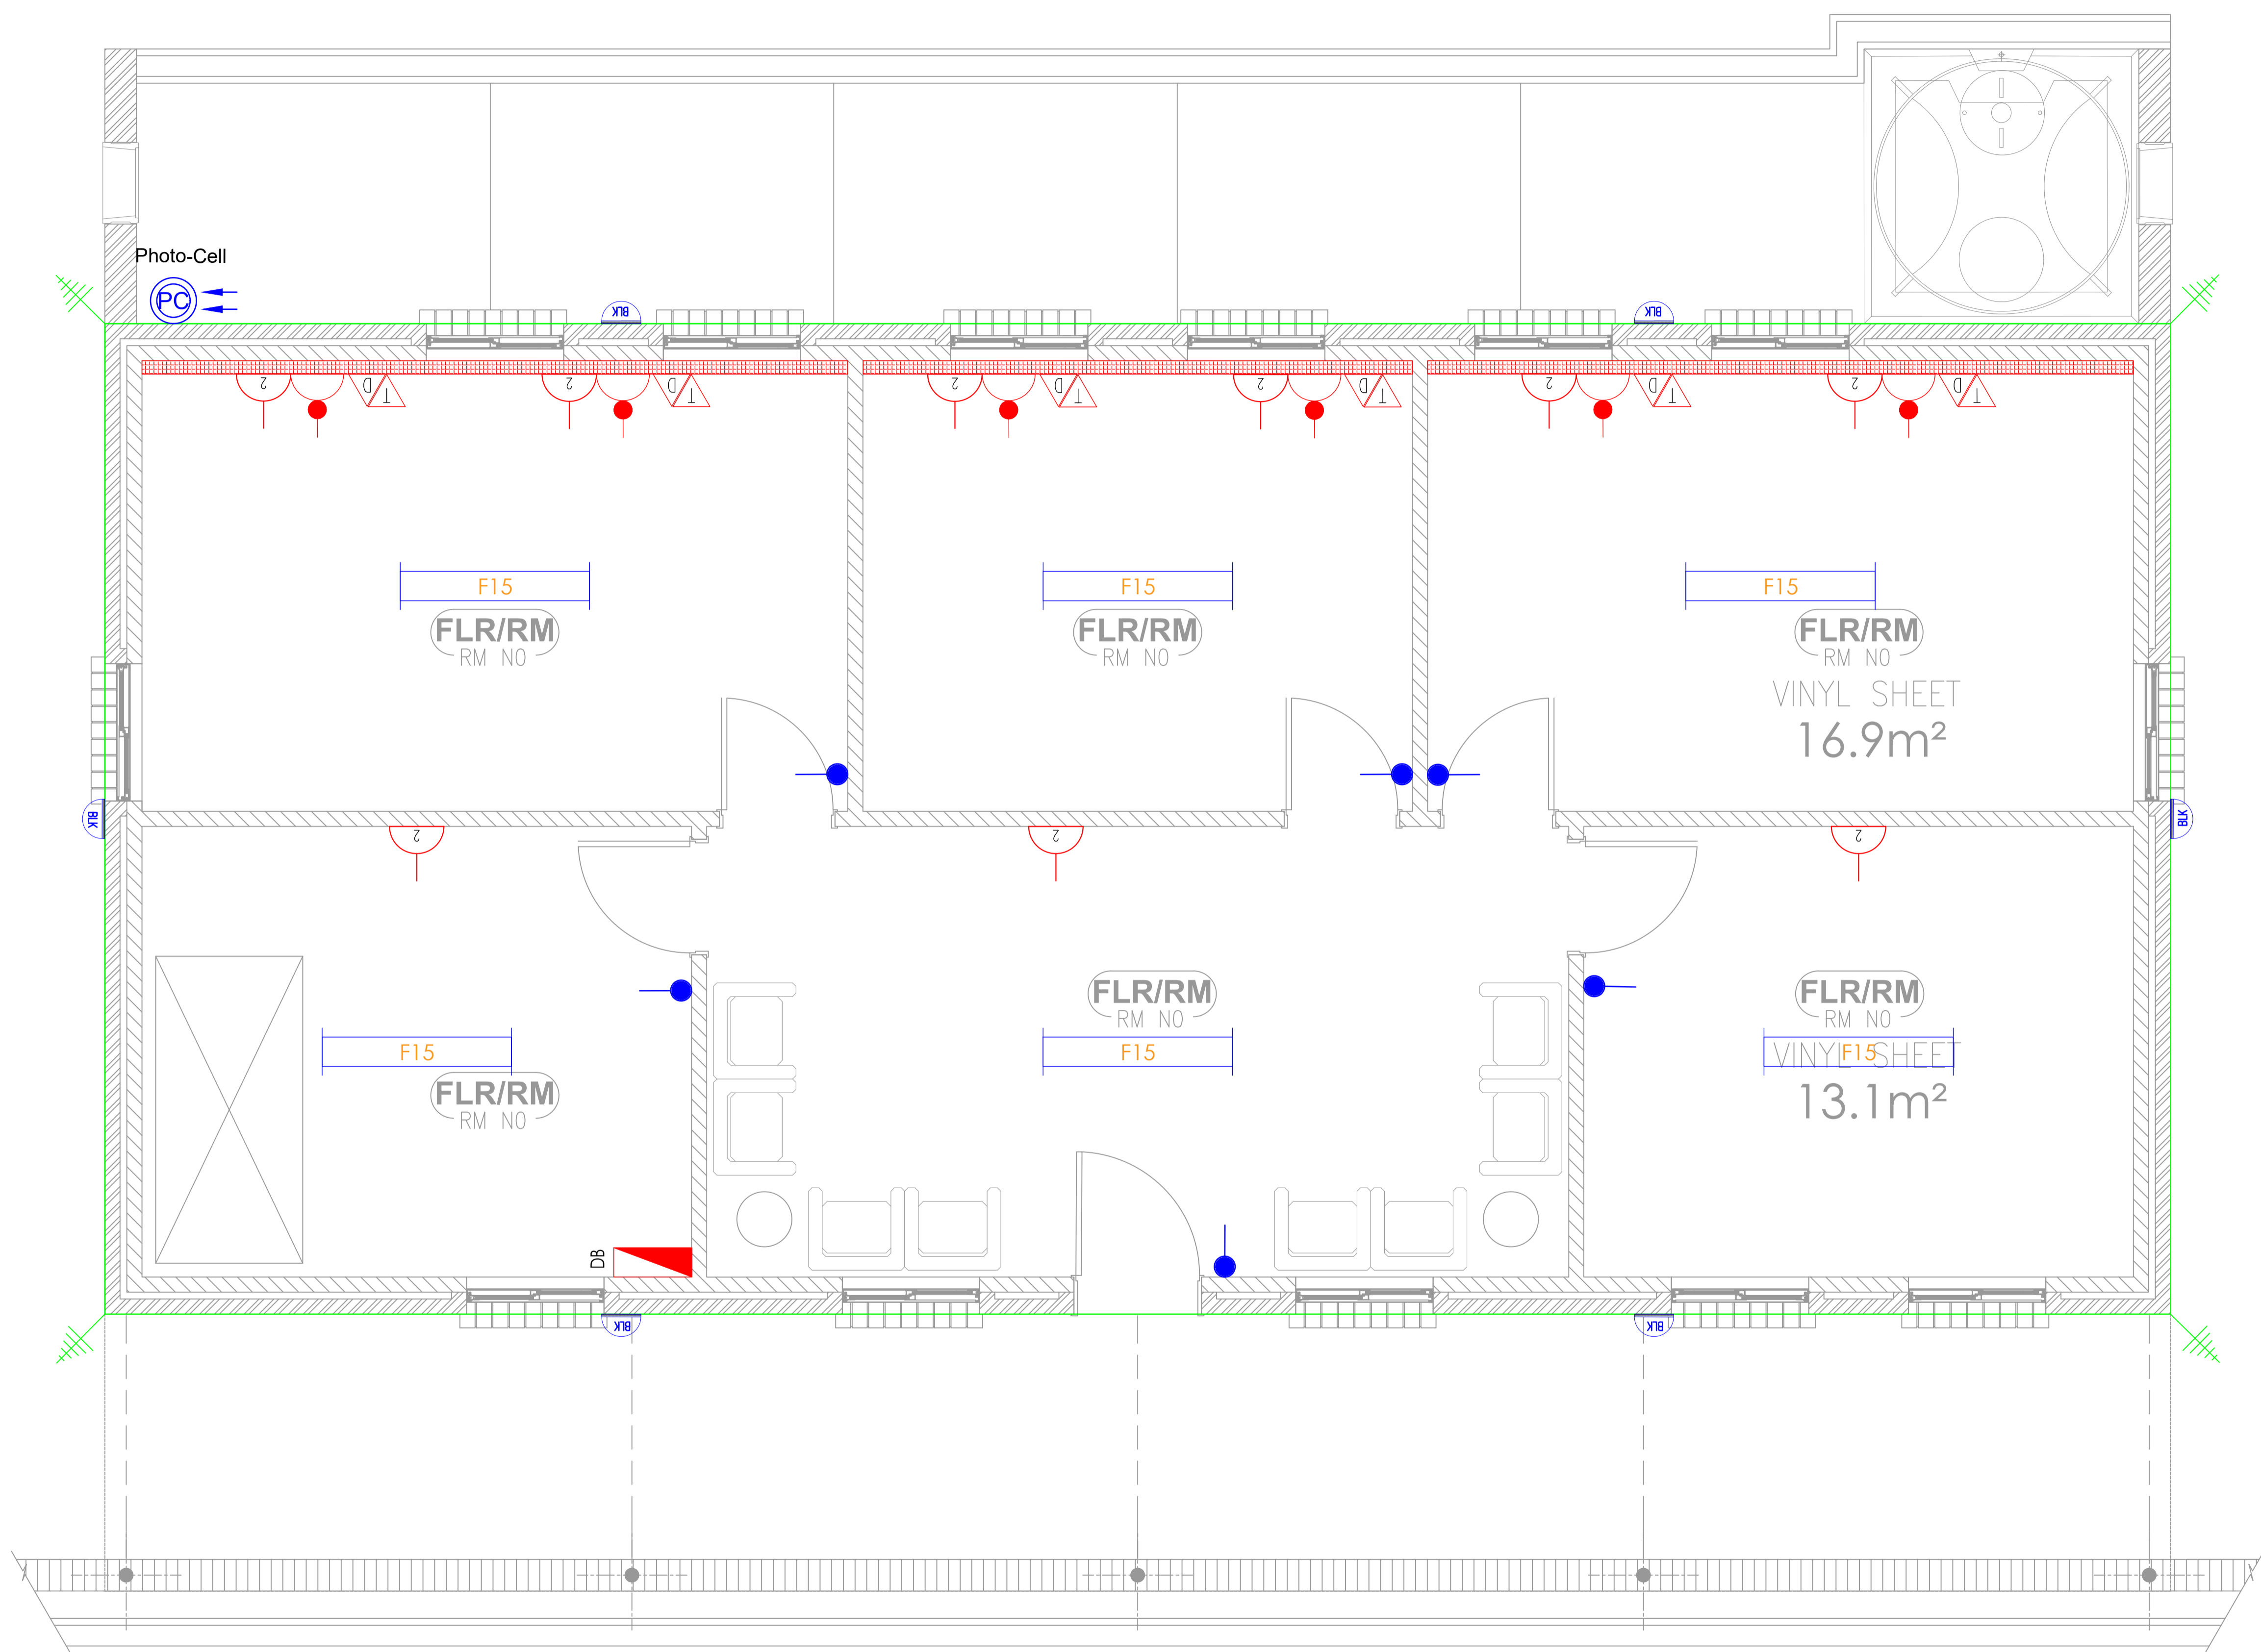 Photo-Cell
PC
BLK
BLK
2
D
T
2
D
T
2
D
T
2
D
T
2
D
T
2
D
T
F15
F15
F15
FLR/RM
RM NO
FLR/RM
RM NO
FLR/RM
RM NO
VINYL SHEET
16.9m²
BLK
BLK
2
2
2
FLR/RM
RM NO
FLR/RM
RM NO
F15
F15
VINYL SHEET
F15
FLR/RM
RM NO
13.1m²
DB
BLK
BLK